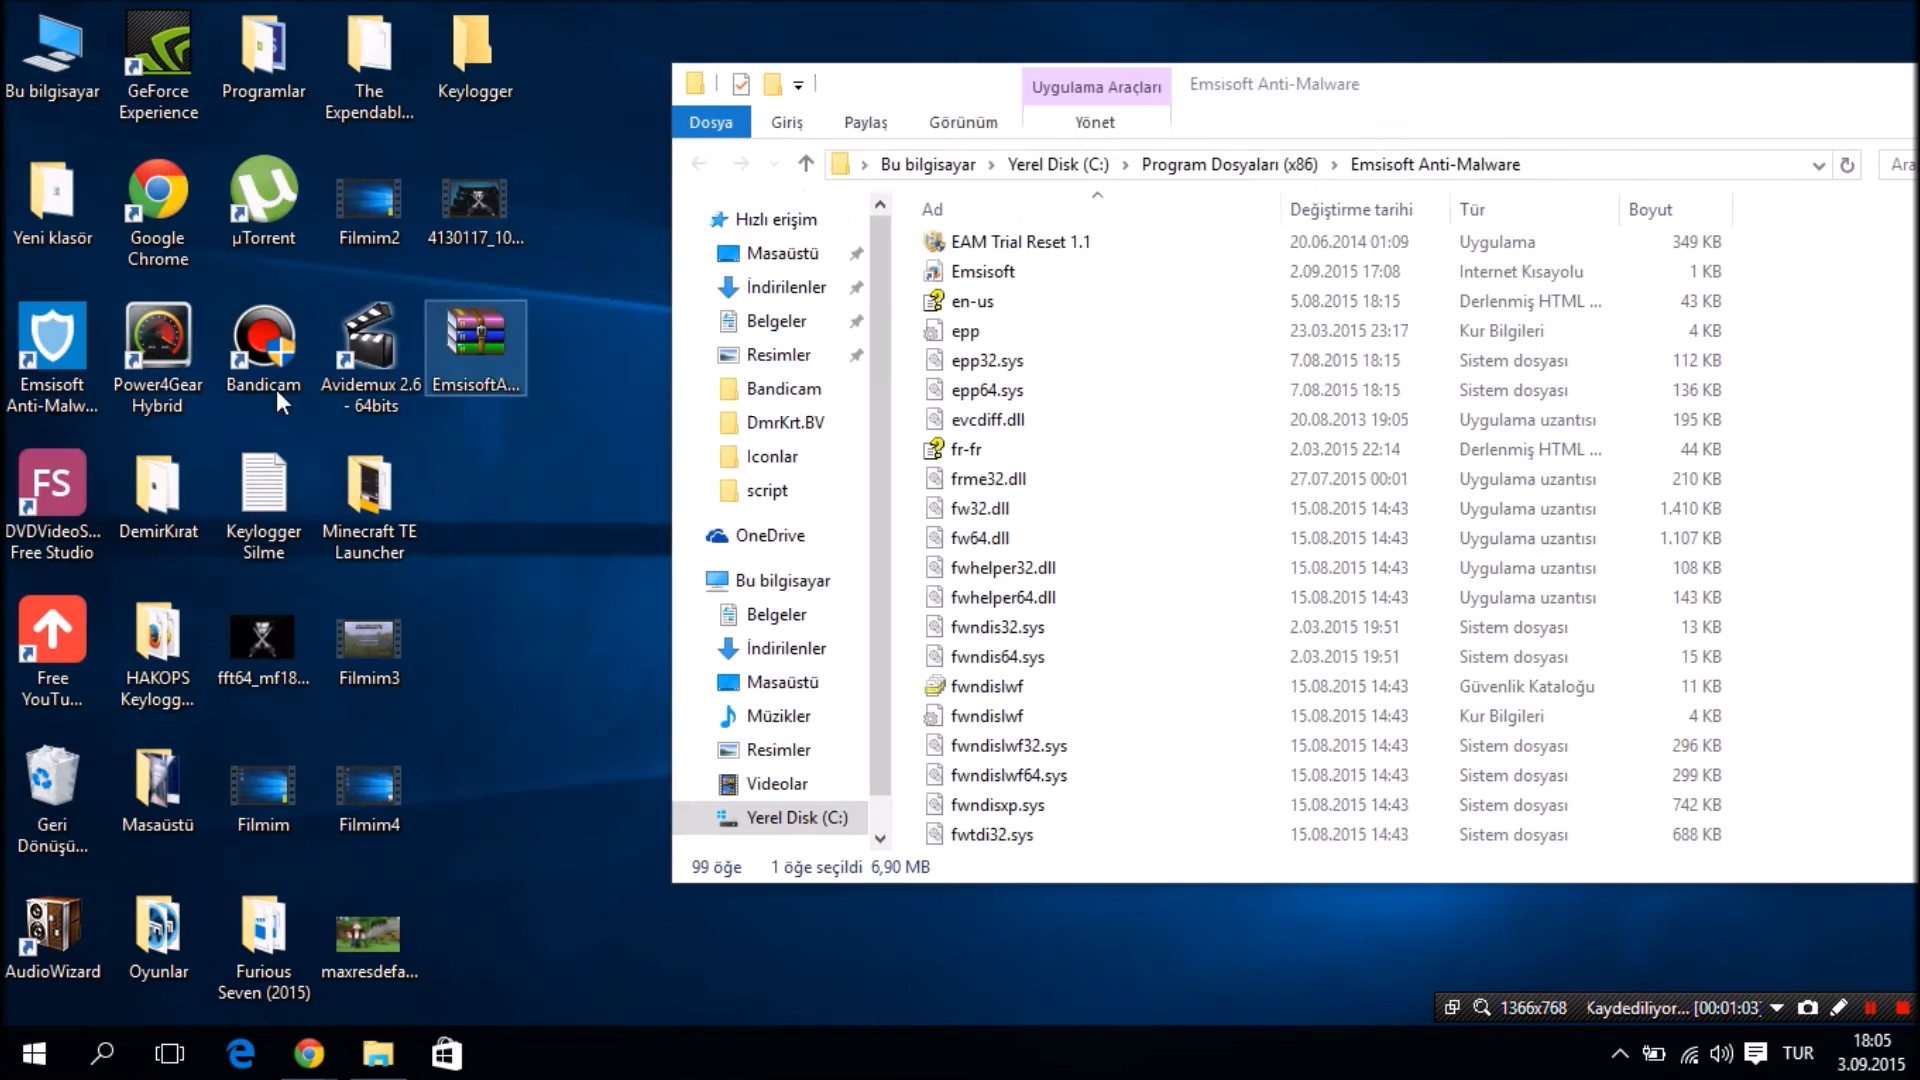 Bu bilgisayar
GeForce
Experience
Programlar
The
Expendabl...
Keylogger
Yeni klasör
Google
Chrome
µTorrent
Filmim2
4130117_10...
Emsisoft
Anti-Malw...
Power4Gear
Hybrid
Bandicam
Avidemux 2.6
- 64bits
EmsisoftA...
FS
DVDVideoS...
Free Studio
DemirKırat
Keylogger
Silme
Minecraft TE
Launcher
Free
YouTu...
HAKOPS
Keylogg...
fft64_mf18...
Filmim3
Geri
Dönüşü...
Masaüstü
Filmim
Filmim4
AudioWizard
Oyunlar
Furious
Seven (2015)
maxresdefa...
Uygulama Araçları
Emsisoft Anti-Malware
Dosya
Giriş
Paylaş
Görünüm
Yönet
Bu bilgisayar
Yerel Disk (C:)
Program Dosyaları (x86)
Emsisoft Anti-Malware
Ara
Hızlı erişim
Masaüstü
İndirilenler
Belgeler
Resimler
Bandicam
DmrKrt.BV
Iconlar
script
OneDrive
Bu bilgisayar
Belgeler
İndirilenler
Masaüstü
Müzikler
Resimler
Videolar
Yerel Disk (C:)
Ad Değiştirme tarihi Tür Boyut
EAM Trial Reset 1.1 20.06.2014 01:09 Uygulama 349 KB
Emsisoft 2.09.2015 17:08 Internet Kısayolu 1 KB
en-us 5.08.2015 18:15 Derlenmiş HTML ... 43 KB
epp 23.03.2015 23:17 Kur Bilgileri 4 KB
epp32.sys 7.08.2015 18:15 Sistem dosyası 112 KB
epp64.sys 7.08.2015 18:15 Sistem dosyası 136 KB
evcdiff.dll 20.08.2013 19:05 Uygulama uzantısı 195 KB
fr-fr 2.03.2015 22:14 Derlenmiş HTML ... 44 KB
frme32.dll 27.07.2015 00:01 Uygulama uzantısı 210 KB
fw32.dll 15.08.2015 14:43 Uygulama uzantısı 1.410 KB
fw64.dll 15.08.2015 14:43 Uygulama uzantısı 1.107 KB
fwhelper32.dll 15.08.2015 14:43 Uygulama uzantısı 108 KB
fwhelper64.dll 15.08.2015 14:43 Uygulama uzantısı 143 KB
fwndis32.sys 2.03.2015 19:51 Sistem dosyası 13 KB
fwndis64.sys 2.03.2015 19:51 Sistem dosyası 15 KB
fwndislwf 15.08.2015 14:43 Güvenlik Kataloğu 11 KB
fwndislwf 15.08.2015 14:43 Kur Bilgileri 4 KB
fwndislwf32.sys 15.08.2015 14:43 Sistem dosyası 296 KB
fwndislwf64.sys 15.08.2015 14:43 Sistem dosyası 299 KB
fwndisxp.sys 15.08.2015 14:43 Sistem dosyası 742 KB
fwtdi32.sys 15.08.2015 14:43 Sistem dosyası 688 KB
99 öğe 1 öğe seçildi 6,90 MB
1366x768 Kaydediliyor... [00:01:03]
TUR
18:05
3.09.2015